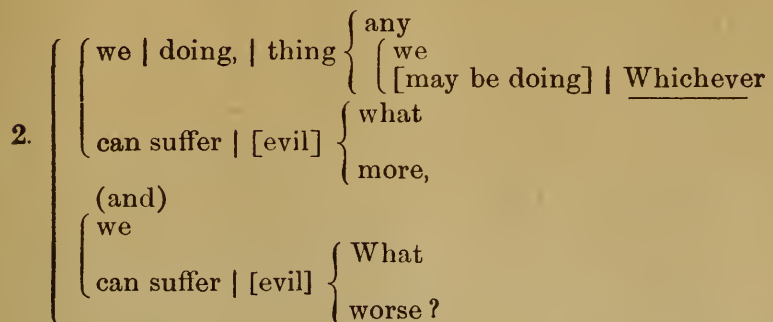 any
we | doing, | thing
we
[may be doing] | Whichever
2.
can suffer | [evil]
what
more,
(and)
we
can suffer | [evil]
What
worse ?